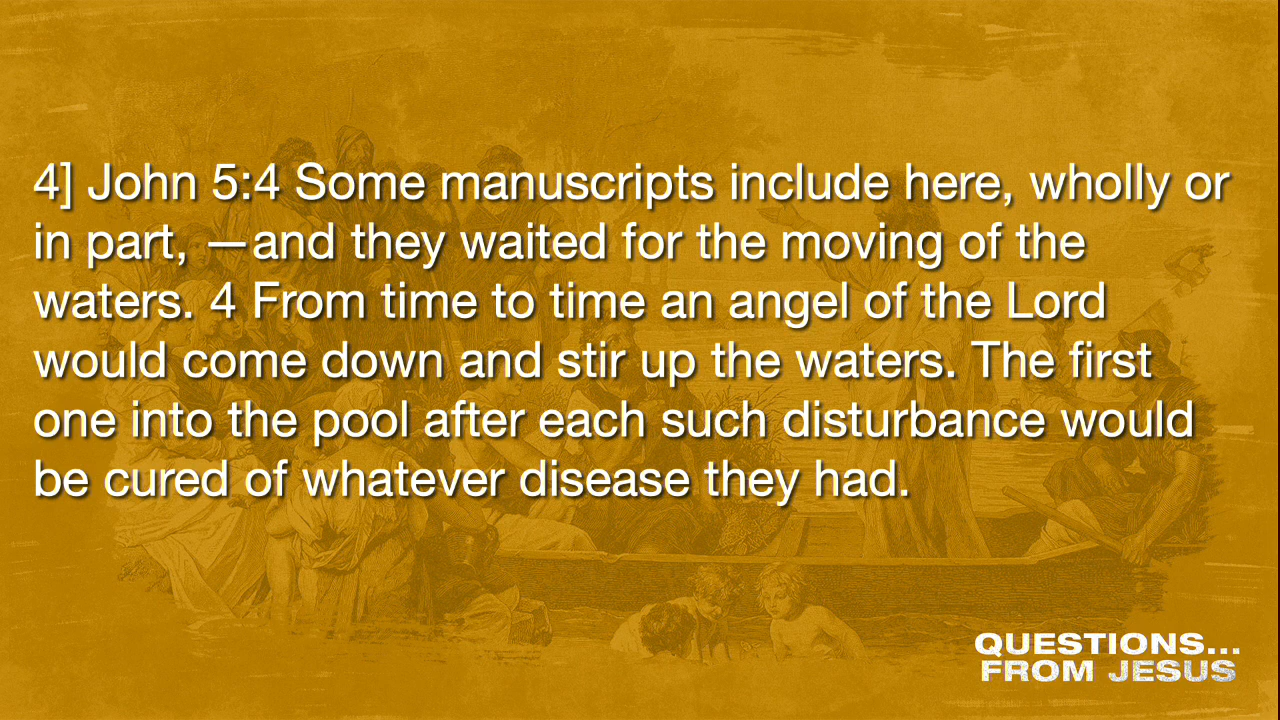 4] John 5:4 Some manuscripts include here, wholly or
in part, —and they waited for the moving of the
waters. 4 From time to time an angel of the Lord
would come down and stir up the waters. The first
one into the pool after each such disturbance would
be cured of whatever disease they had.
QUESTIONS...
FROM JESUS